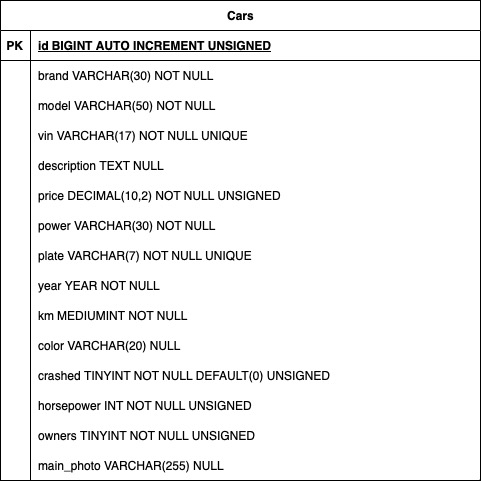 Cars
PK id BIGINT AUTO INCREMENT UNSIGNED
brand VARCHAR(30) NOT NULL
model VARCHAR(50) NOT NULL
vin VARCHAR(17) NOT NULL UNIQUE
description TEXT NULL
price DECIMAL(10,2) NOT NULL UNSIGNED
power VARCHAR(30) NOT NULL
plate VARCHAR(7) NOT NULL UNIQUE
year YEAR NOT NULL
km MEDIUMINT NOT NULL
color VARCHAR(20) NULL
crashed TINYINT NOT NULL DEFAULT(0) UNSIGNED
horsepower INT NOT NULL UNSIGNED
owners TINYINT NOT NULL UNSIGNED
main_photo VARCHAR(255) NULL